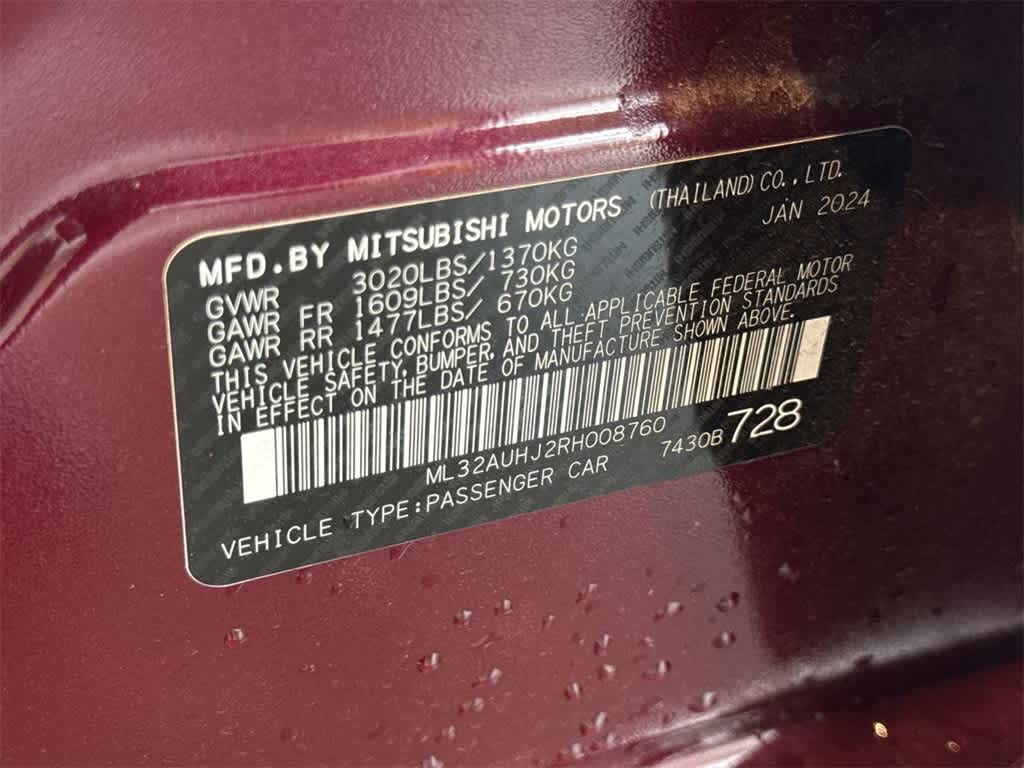 MFD.BY MITSUBISHI MOTORS (THAILAND) CO.,LTD.
JAN 2024
GVWR 3020LBS/1370KG
GAWR FR 1609LBS/ 730KG
GAWR RR 1477LBS/ 670KG
THIS VEHICLE CONFORMS TO ALL APPLICABLE FEDERAL MOTOR
VEHICLE SAFETY, BUMPER, AND THEFT PREVENTION STANDARDS
IN EFFECT ON THE DATE OF MANUFACTURE SHOWN ABOVE.
ML32AUHJ2RH008760
7430B728
VEHICLE TYPE:PASSENGER CAR